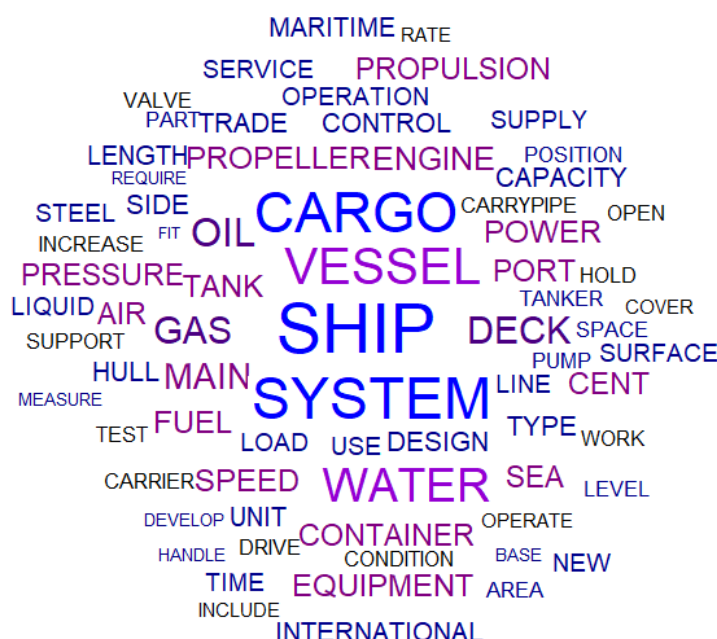 MARITIME RATE
SERVICE PROPULSION
VALVE OPERATION
PART TRADE CONTROL SUPPLY
LENGTH PROPELLER ENGINE POSITION
REQUIRE CAPACITY
STEEL SIDE CARGO CARRY PIPE OPEN
INCREASE FIT OIL POWER
PRESSURE TANK VESSEL PORT HOLD
LIQUID AIR TANKER COVER
SUPPORT GAS SHIP DECK SPACE
HULL MAIN PUMP SURFACE
MEASURE SYSTEM LINE CENT
TEST FUEL LOAD USE DESIGN TYPE WORK
CARRIER SPEED WATER SEA LEVEL
DEVELOP UNIT CONTAINER OPERATE
HANDLE DRIVE CONDITION BASE NEW
TIME EQUIPMENT AREA
INCLUDE
INTERNATIONAL